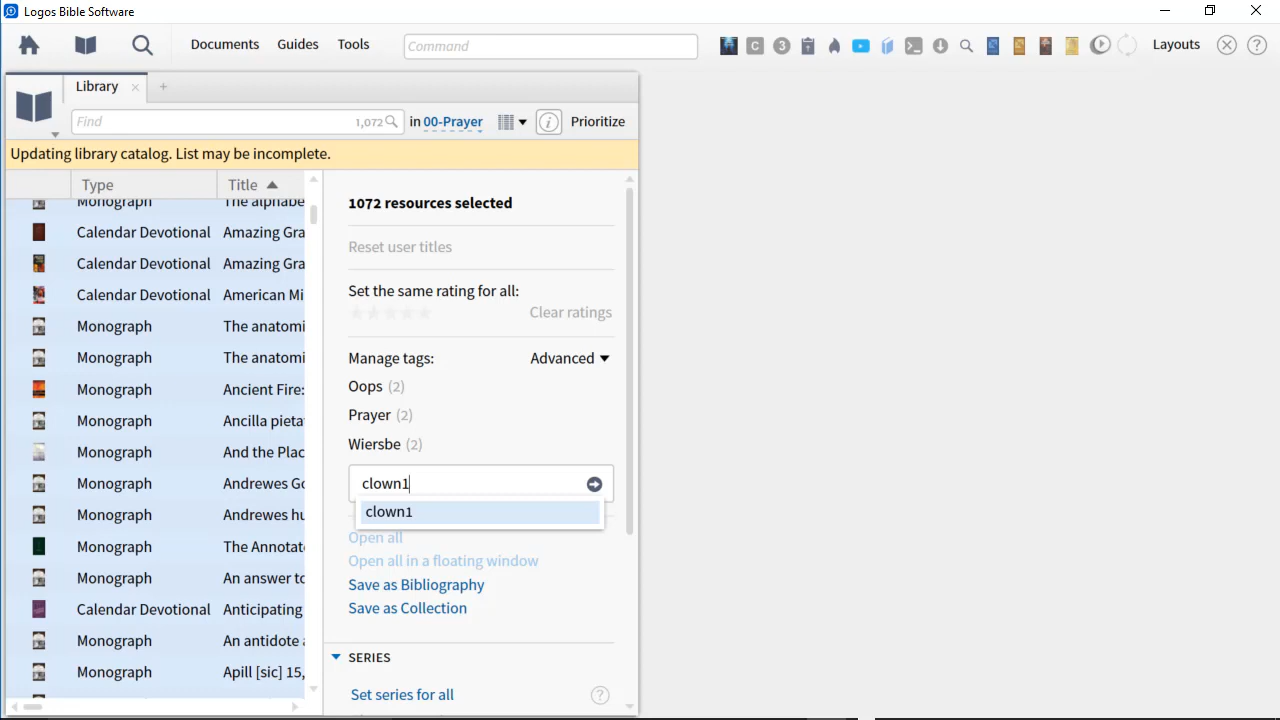 Logos Bible Software
Documents Guides Tools Command C 3 Layouts ?
Library
Find 1,072 in 00-Prayer i Prioritize
Updating library catalog. List may be incomplete.
Type Title
Monograph The alphabe
Calendar Devotional Amazing Gra
Calendar Devotional Amazing Gra
Calendar Devotional American Mi
Monograph The anatomi
Monograph The anatomi
Monograph Ancient Fire:
Monograph Ancilla pieta
Monograph And the Plac
Monograph Andrewes Go
Monograph Andrewes hu
Monograph The Annotat
Monograph An answer to
Calendar Devotional Anticipating
Monograph An antidote a
Monograph Apill [sic] 15,
1072 resources selected
Reset user titles
Set the same rating for all:
Clear ratings
Manage tags: Advanced
Oops (2)
Prayer (2)
Wiersbe (2)
clown1
clown1
Open all
Open all in a floating window
Save as Bibliography
Save as Collection
SERIES
Set series for all ?